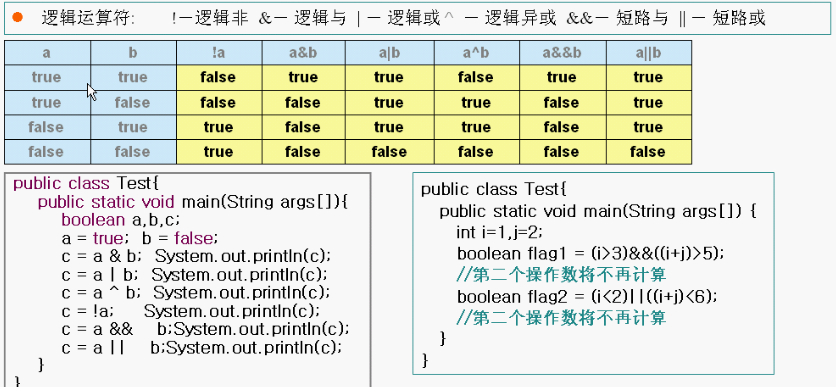 逻辑运算符: !—逻辑非 &— 逻辑与 | — 逻辑或^ — 逻辑异或 &&— 短路与 || — 短路或
a b !a a&b a|b a^b a&&b a||b
true true false true true false true true
true false false false true true false true
false true true false true true false true
false false true false false false false false
public class Test{
public static void main(String args[]){
boolean a,b,c;
a = true; b = false;
c = a & b; System.out.println(c);
c = a | b; System.out.println(c);
c = a ^ b; System.out.println(c);
c = !a; System.out.println(c);
c = a && b;System.out.println(c);
c = a || b;System.out.println(c);
}
}
public class Test{
public static void main(String args[]) {
int i=1,j=2;
boolean flag1 = (i>3)&&((i+j)>5);
//第二个操作数将不再计算
boolean flag2 = (i<2)||((i+j)<6);
//第二个操作数将不再计算
}
}